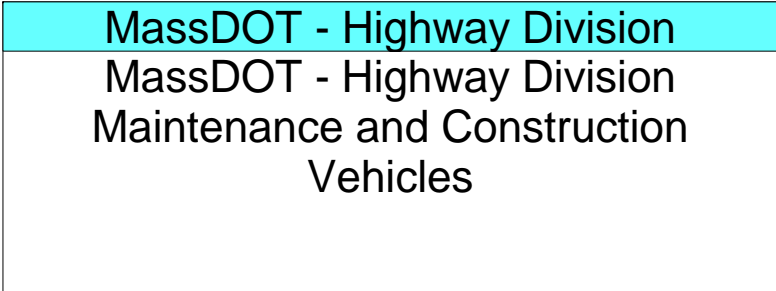 MassDOT - Highway Division
MassDOT - Highway Division
Maintenance and Construction
Vehicles